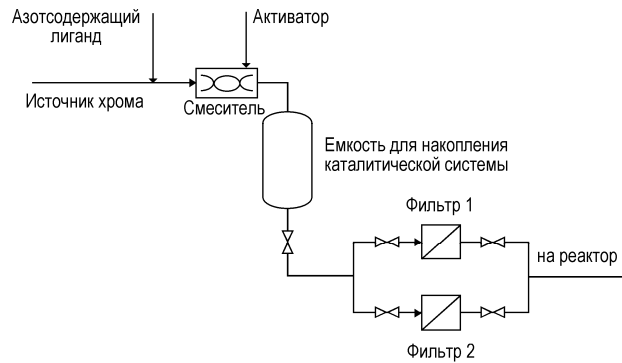 Азотсодержащий
лиганд
Активатор
Источник хрома
Смеситель
Емкость для накопления
каталитической системы
Фильтр 1
на реактор
Фильтр 2